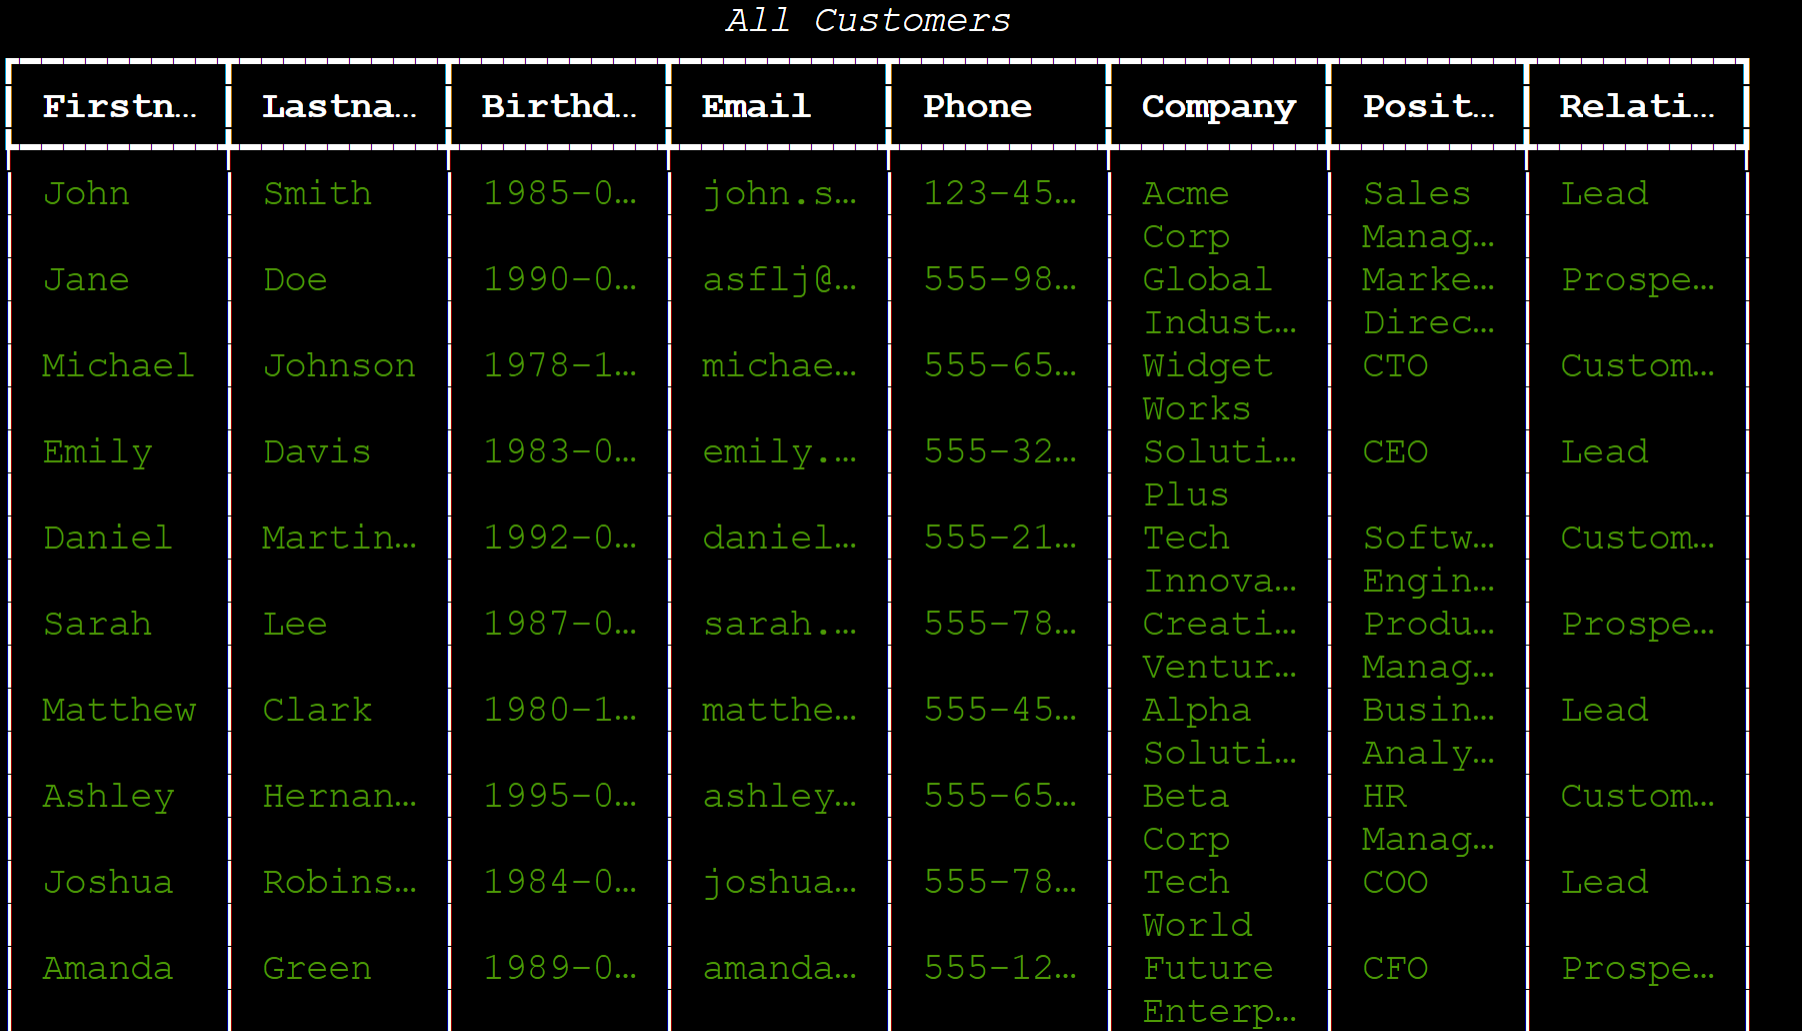 All Customers
Firstn… Lastna… Birthd… Email Phone Company Posit… Relati…
John Smith 1985-0… john.s… 123-45… Acme Sales Lead
Corp Manag…
Jane Doe 1990-0… asflj@… 555-98… Global Marke… Prospe…
Indust… Direc…
Michael Johnson 1978-1… michae… 555-65… Widget CTO Custom…
Works
Emily Davis 1983-0… emily.… 555-32… Soluti… CEO Lead
Plus
Daniel Martin… 1992-0… daniel… 555-21… Tech Softw… Custom…
Innova… Engin…
Sarah Lee 1987-0… sarah.… 555-78… Creati… Produ… Prospe…
Ventur… Manag…
Matthew Clark 1980-1… matthe… 555-45… Alpha Busin… Lead
Soluti… Analy…
Ashley Hernan… 1995-0… ashley… 555-65… Beta HR Custom…
Corp Manag…
Joshua Robins… 1984-0… joshua… 555-78… Tech COO Lead
World
Amanda Green 1989-0… amanda… 555-12… Future CFO Prospe…
Enterp…